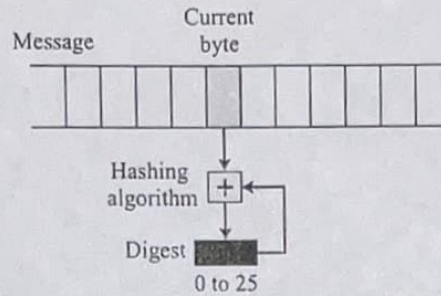 Current
Message
byte
Hashing
algorithm
+
Digest
0 to 25